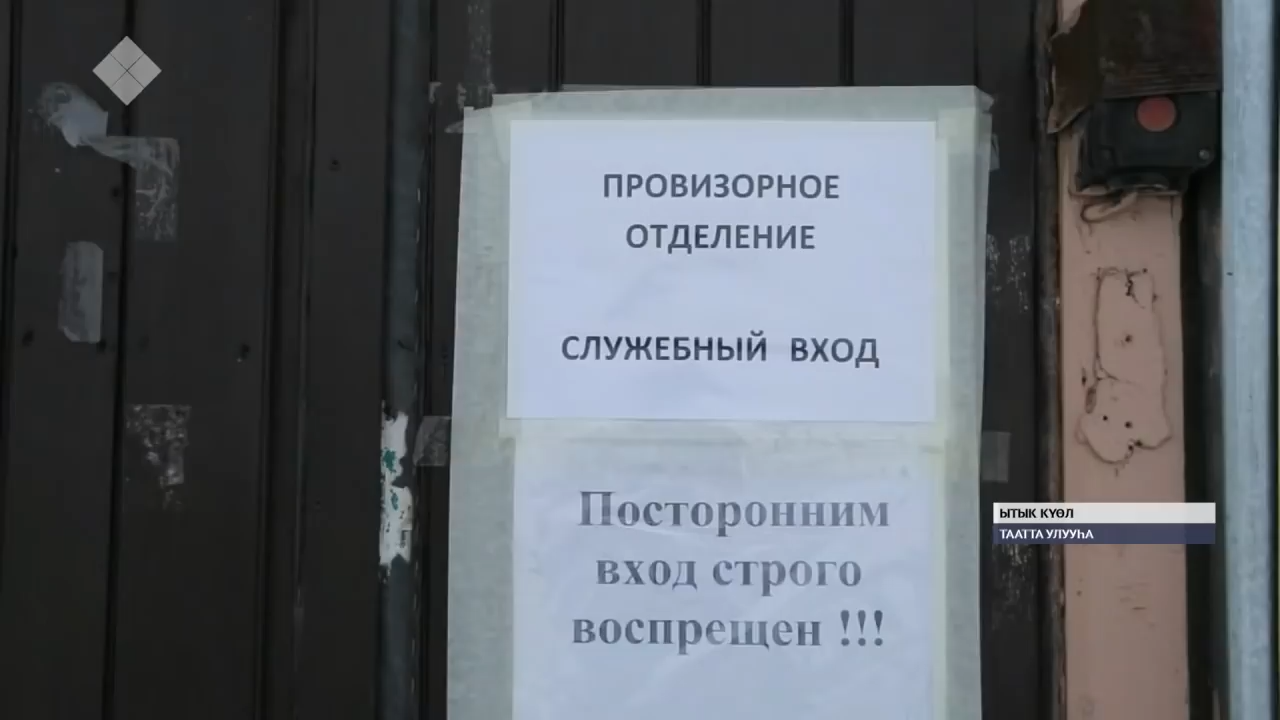 ПРОВИЗОРНОЕ
ОТДЕЛЕНИЕ
СЛУЖЕБНЫЙ ВХОД
Посторонним
вход строго
воспрещен !!!
ЫТЫК КҮӨЛ
ТААТТА УЛУУҺА